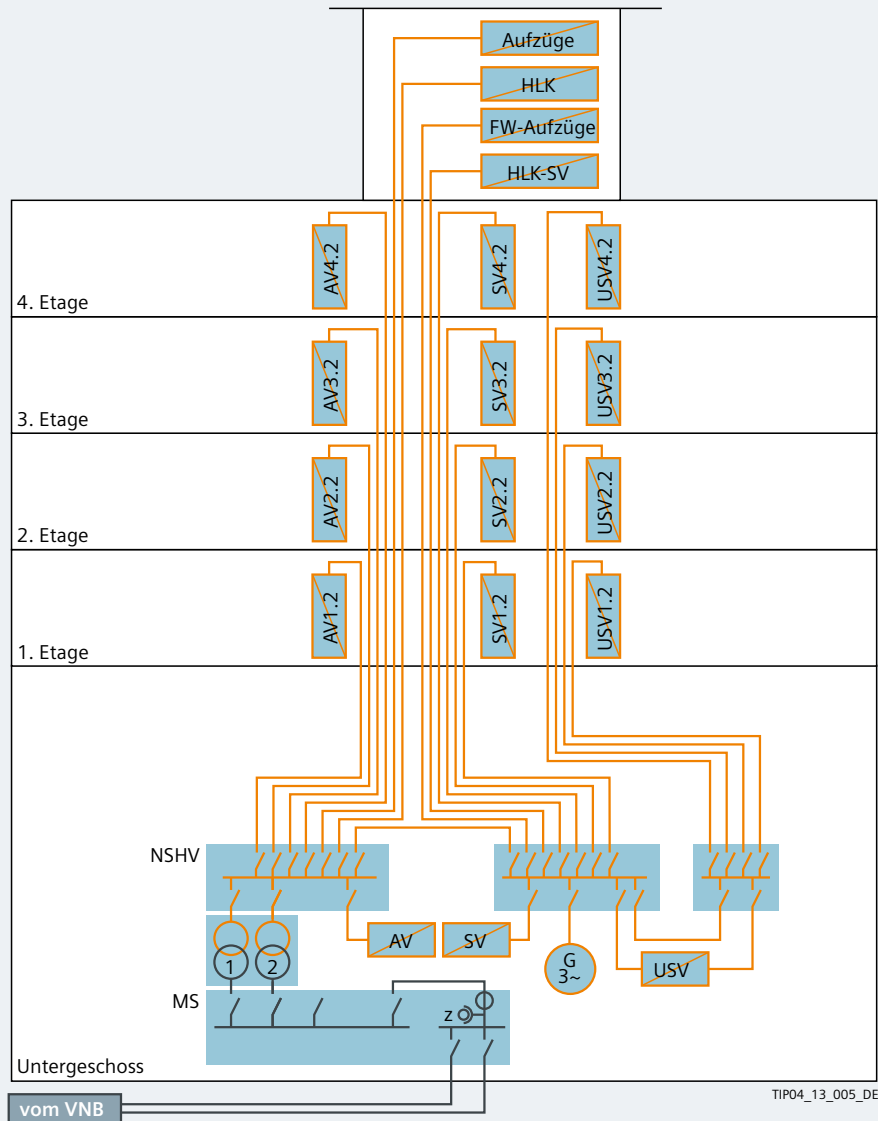 Aufzüge
HLK
FW-Aufzüge
HLK-SV
AV4.2
SV4.2
USV4.2
4. Etage
AV3.2
SV3.2
USV3.2
3. Etage
AV2.2
SV2.2
USV2.2
2. Etage
AV1.2
SV1.2
USV1.2
1. Etage
NSHV
AV
SV
G
3~
USV
1
2
MS
z
Untergeschoss
TIP04_13_005_DE
vom VNB